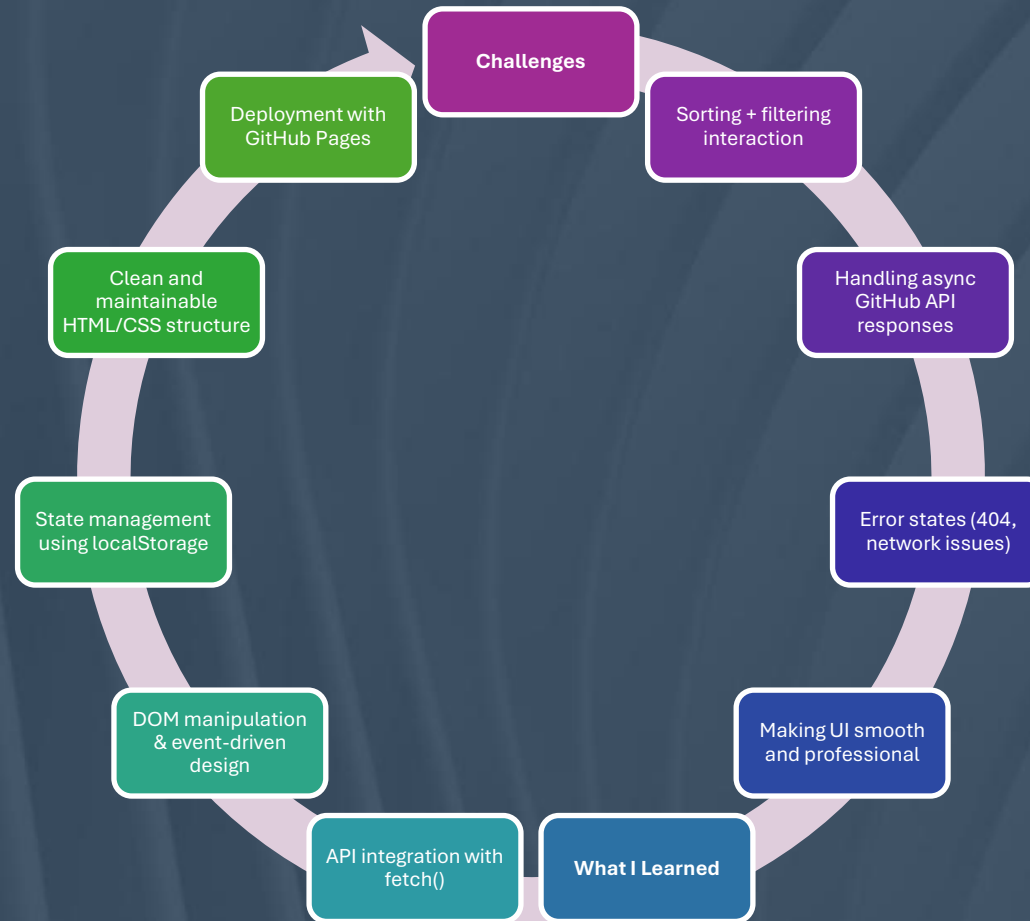 Challenges
Sorting + filtering
interaction
Handling async
GitHub API
responses
Error states (404,
network issues)
Making UI smooth
and professional
What I Learned
API integration with
fetch()
DOM manipulation
& event-driven
design
State management
using localStorage
Clean and
maintainable
HTML/CSS structure
Deployment with
GitHub Pages